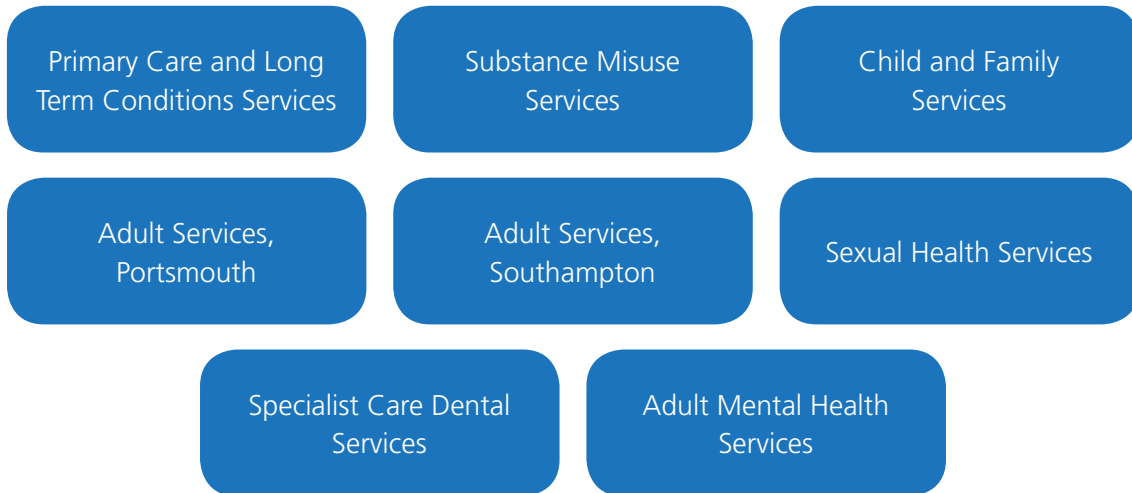 Primary Care and Long
Term Conditions Services
Substance Misuse
Services
Child and Family
Services
Adult Services,
Portsmouth
Adult Services,
Southampton
Sexual Health Services
Specialist Care Dental
Services
Adult Mental Health
Services